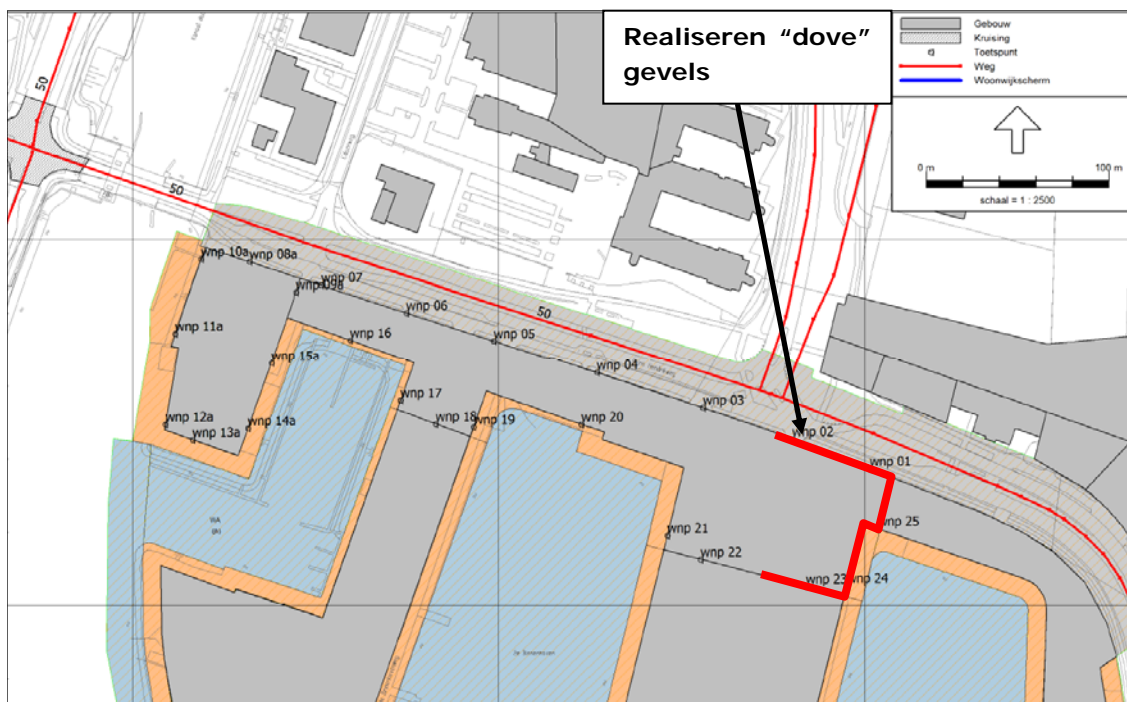 Realiseren “dove”
gevels
Gebouw
Kruising
Toetspunt
Weg
Woonwijkscherm
0 m
100 m
schaal = 1 : 2500
50
50
50
wnp 10a
wnp 08a
wnp 07
wnp 09a
wnp 06
wnp 05
wnp 04
wnp 03
wnp 02
wnp 01
wnp 11a
wnp 16
wnp 15a
wnp 17
wnp 18
wnp 19
wnp 20
wnp 12a
wnp 13a
wnp 14a
wnp 21
wnp 22
wnp 23
wnp 24
wnp 25
WA